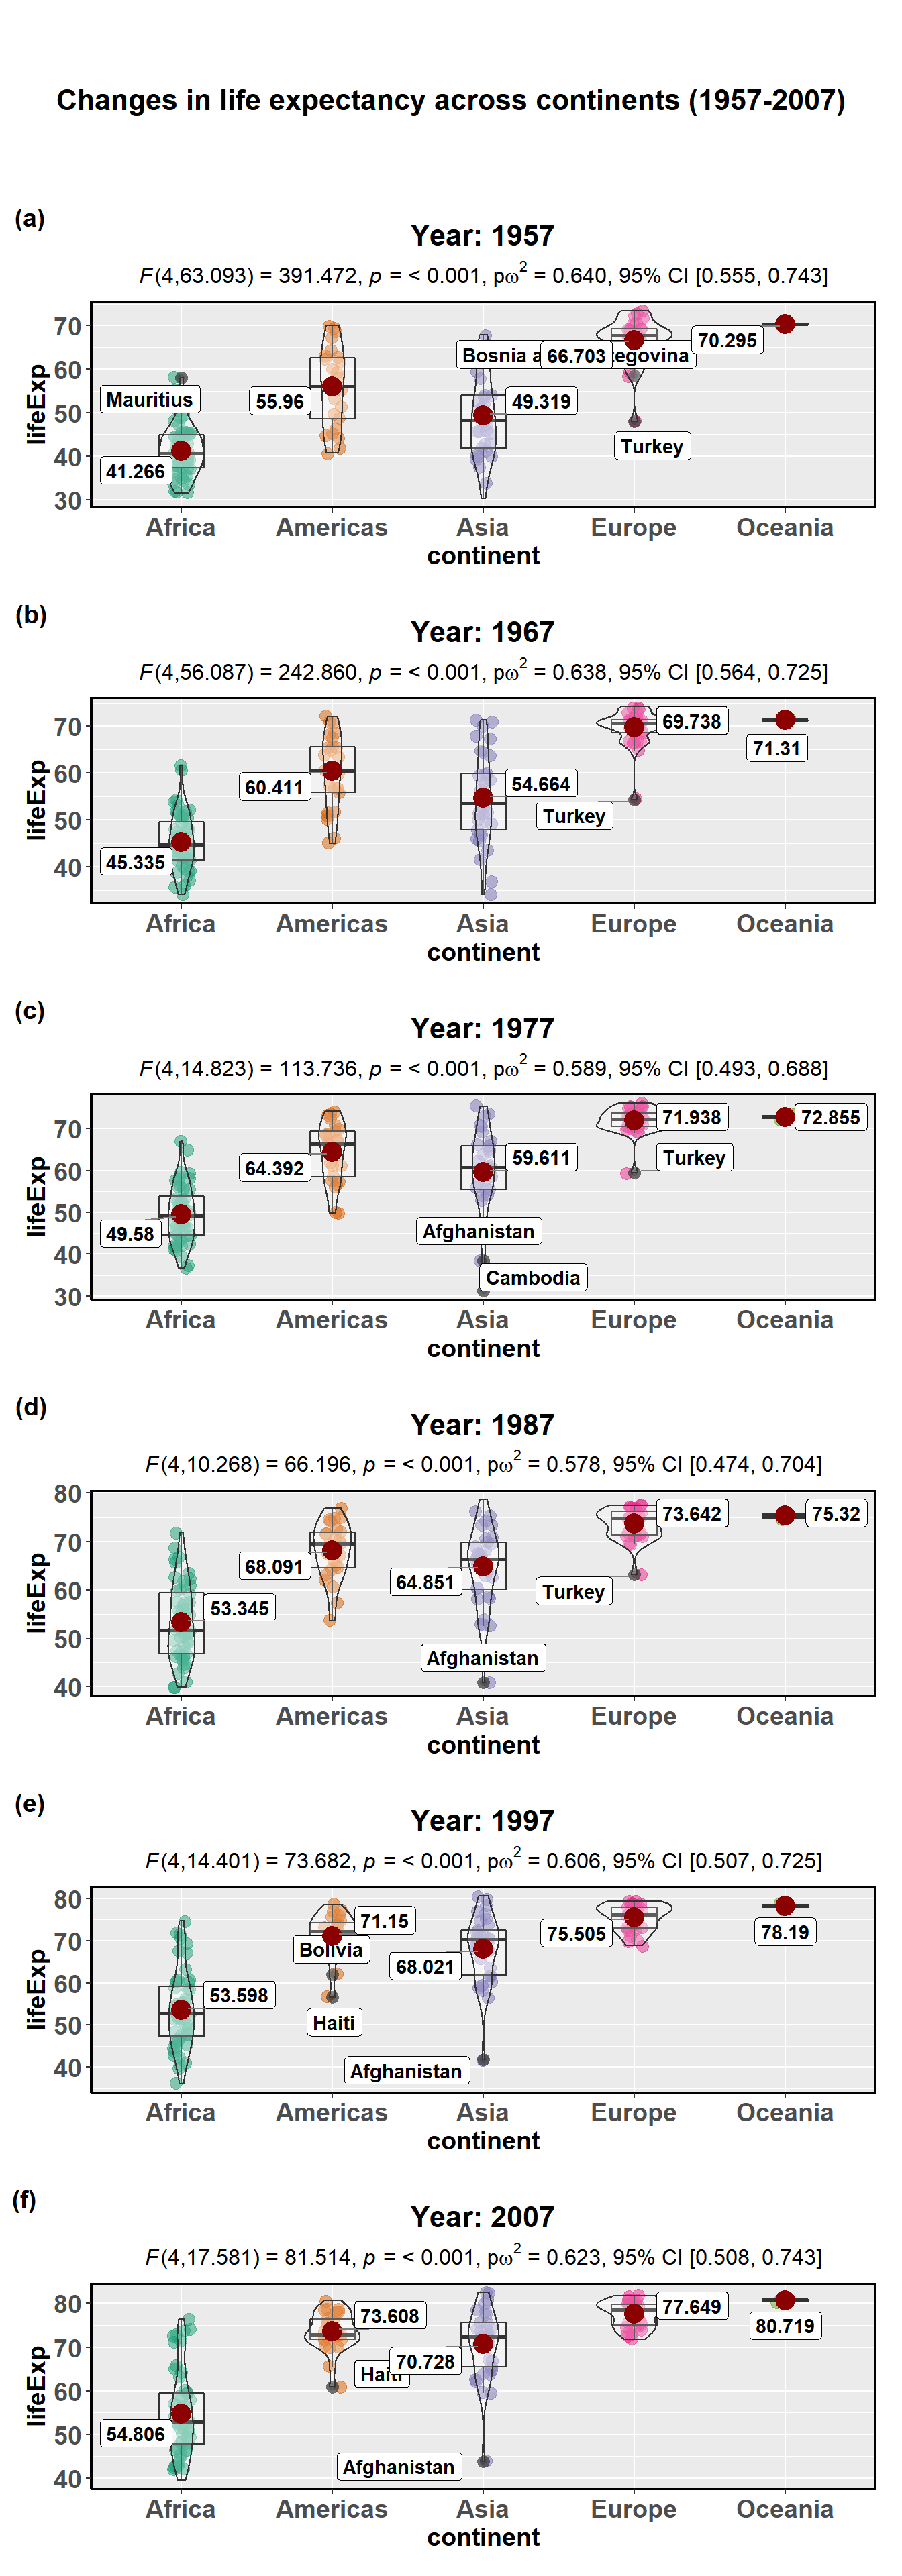 Changes in life expectancy across continents (1957-2007)
(a)
Year: 1957
F(4,63.093) = 391.472, p = < 0.001, pω2 = 0.640, 95% CI [0.555, 0.743]
lifeExp
70
60
50
40
30
Mauritius
41.266
55.96
49.319
Bosnia a
66.703
egovina
Turkey
70.295
Africa Americas Asia Europe Oceania
continent
(b)
Year: 1967
F(4,56.087) = 242.860, p = < 0.001, pω2 = 0.638, 95% CI [0.564, 0.725]
lifeExp
70
60
50
40
45.335
60.411
54.664
69.738
Turkey
71.31
Africa Americas Asia Europe Oceania
continent
(c)
Year: 1977
F(4,14.823) = 113.736, p = < 0.001, pω2 = 0.589, 95% CI [0.493, 0.688]
lifeExp
70
60
50
40
30
49.58
64.392
59.611
Afghanistan
Cambodia
71.938
Turkey
72.855
Africa Americas Asia Europe Oceania
continent
(d)
Year: 1987
F(4,10.268) = 66.196, p = < 0.001, pω2 = 0.578, 95% CI [0.474, 0.704]
lifeExp
80
70
60
50
40
53.345
68.091
64.851
Afghanistan
73.642
Turkey
75.32
Africa Americas Asia Europe Oceania
continent
(e)
Year: 1997
F(4,14.401) = 73.682, p = < 0.001, pω2 = 0.606, 95% CI [0.507, 0.725]
lifeExp
80
70
60
50
40
53.598
71.15
Bolivia
Haiti
68.021
Afghanistan
75.505
78.19
Africa Americas Asia Europe Oceania
continent
(f)
Year: 2007
F(4,17.581) = 81.514, p = < 0.001, pω2 = 0.623, 95% CI [0.508, 0.743]
lifeExp
80
70
60
50
40
54.806
73.608
Haiti
70.728
Afghanistan
77.649
80.719
Africa Americas Asia Europe Oceania
continent